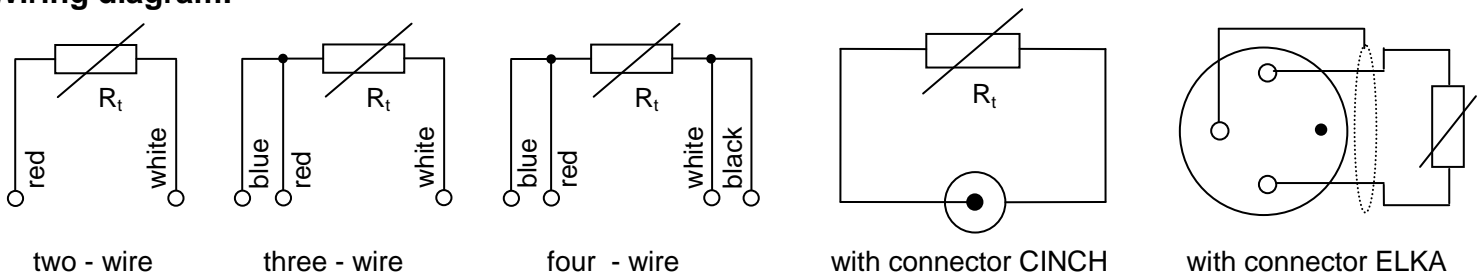 wiring diagram:
Rt
red
white
two - wire
Rt
blue
red
white
three - wire
Rt
blue
red
white
black
four - wire
Rt
with connector CINCH
with connector ELKA